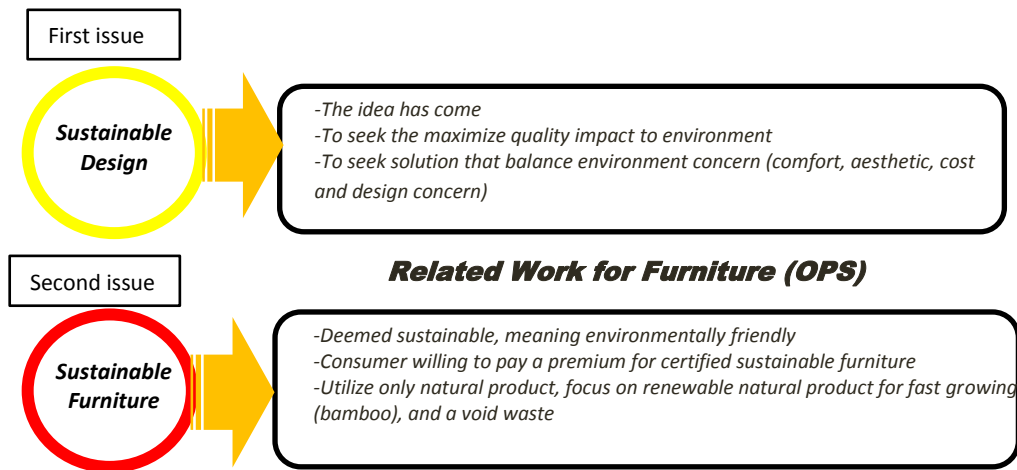 First issue
Sustainable
Design
-The idea has come
-To seek the maximize quality impact to environment
-To seek solution that balance environment concern (comfort, aesthetic, cost
and design concern)
Related Work for Furniture (OPS)
Second issue
Sustainable
Furniture
-Deemed sustainable, meaning environmentally friendly
-Consumer willing to pay a premium for certified sustainable furniture
-Utilize only natural product, focus on renewable natural product for fast growing
(bamboo), and a void waste